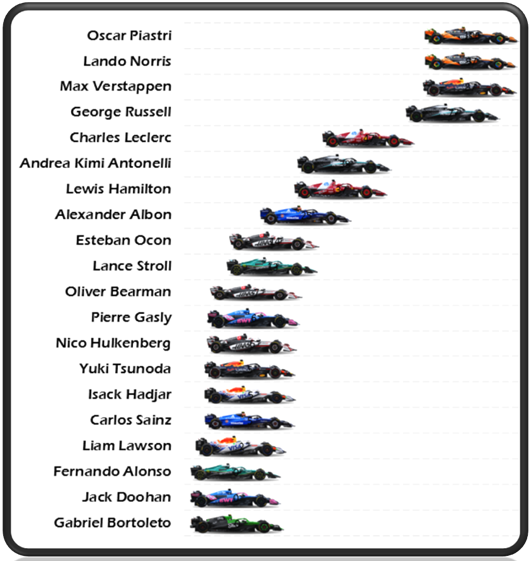 Oscar Piastri
Lando Norris
Max Verstappen
George Russell
Charles Leclerc
Andrea Kimi Antonelli
Lewis Hamilton
Alexander Albon
Esteban Ocon
Lance Stroll
Oliver Bearman
Pierre Gasly
Nico Hulkenberg
Yuki Tsunoda
Isack Hadjar
Carlos Sainz
Liam Lawson
Fernando Alonso
Jack Doohan
Gabriel Bortoleto